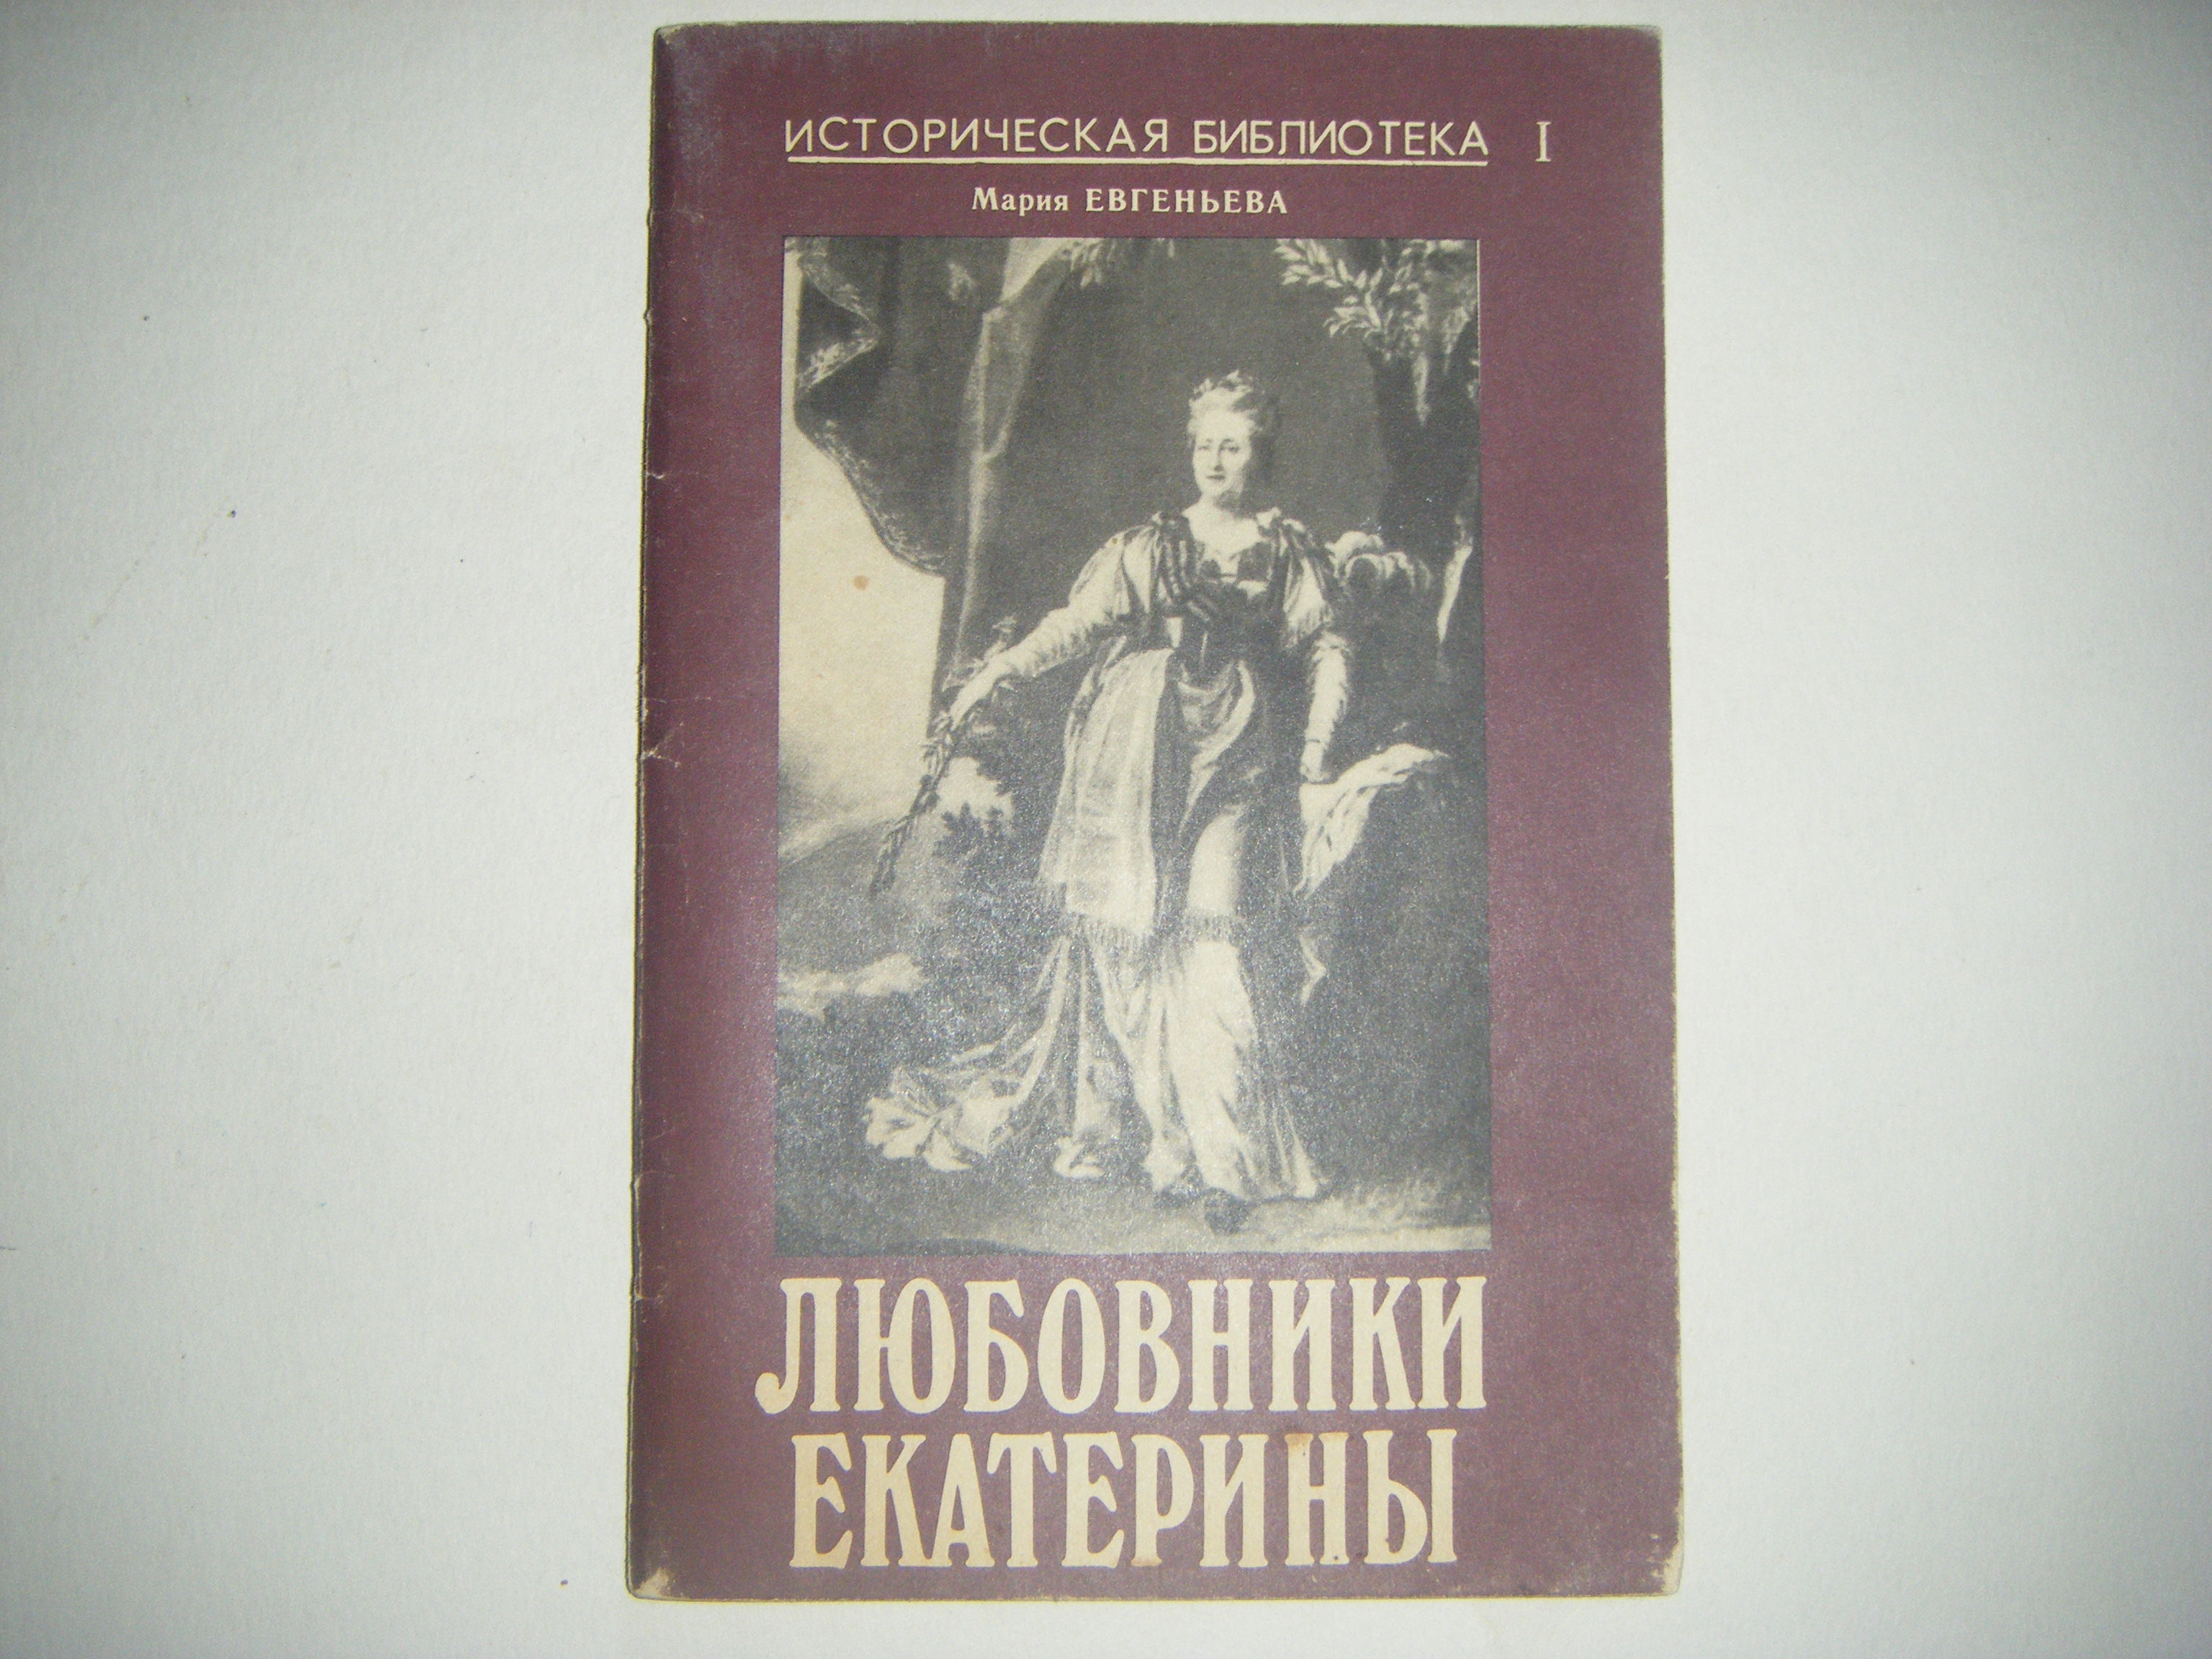 ИСТОРИЧЕСКАЯ БИБЛИОТЕКА I
Мария ЕВГЕНЬЕВА
ЛЮБОВНИКИ
ЕКАТЕРИНЫ